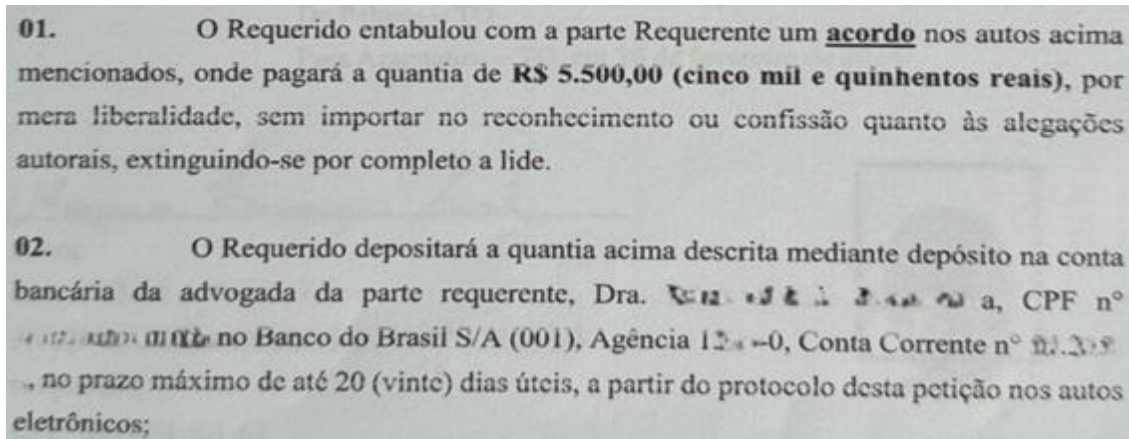 01. O Requerido entabulou com a parte Requerente um acordo nos autos acima
mencionados, onde pagará a quantia de R$ 5.500,00 (cinco mil e quinhentos reais), por
mera liberalidade, sem importar no reconhecimento ou confissão quanto às alegações
autorais, extinguindo-se por completo a lide.
02. O Requerido depositará a quantia acima descrita mediante depósito na conta
bancária da advogada da parte requerente, Dra. a, CPF nº
no Banco do Brasil S/A (001), Agência Conta Corrente nº
, no prazo máximo de até 20 (vinte) dias úteis, a partir do protocolo desta petição nos autos
eletrônicos;